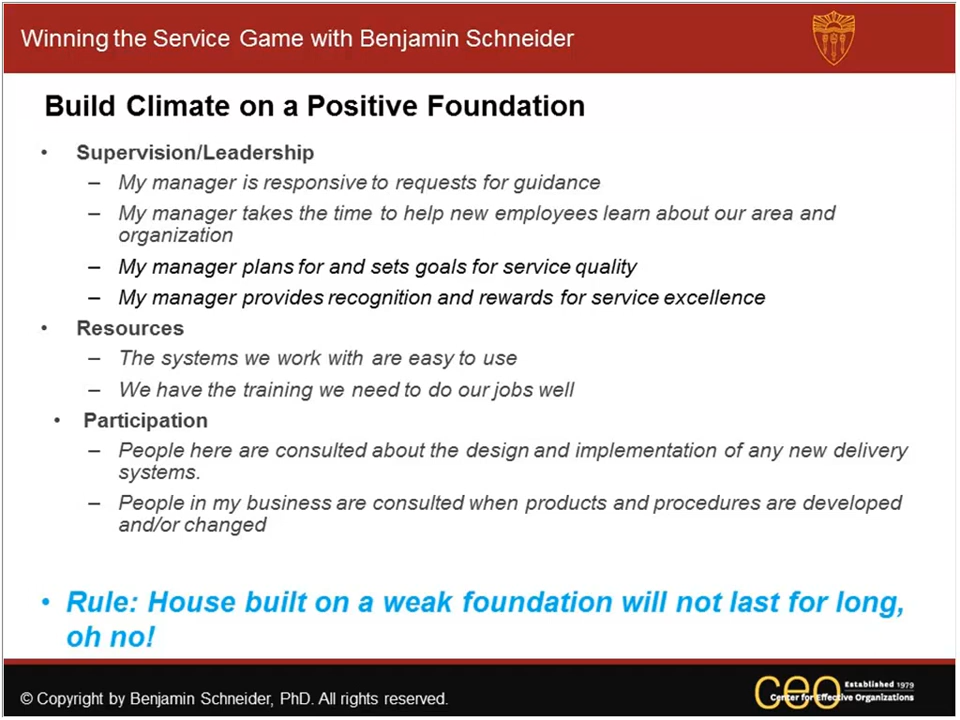 Winning the Service Game with Benjamin Schneider
Build Climate on a Positive Foundation
• Supervision/Leadership
– My manager is responsive to requests for guidance
– My manager takes the time to help new employees learn about our area and
organization
– My manager plans for and sets goals for service quality
– My manager provides recognition and rewards for service excellence
• Resources
– The systems we work with are easy to use
– We have the training we need to do our jobs well
• Participation
– People here are consulted about the design and implementation of any new delivery
systems.
– People in my business are consulted when products and procedures are developed
and/or changed
• Rule: House built on a weak foundation will not last for long,
oh no!
© Copyright by Benjamin Schneider, PhD. All rights reserved.
ceo
Established 1979
Center for Effective Organizations